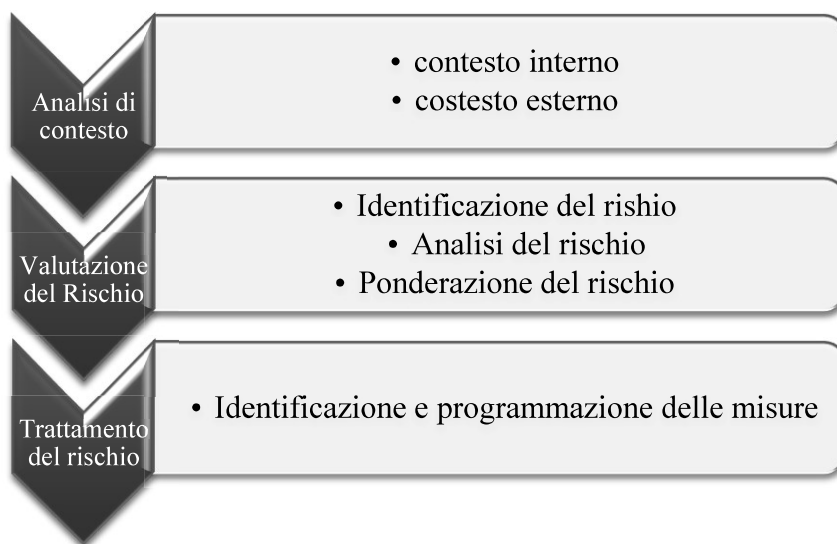 Analisi di
contesto
• contesto interno
• costesto esterno
Valutazione
del Rischio
• Identificazione del rishio
• Analisi del rischio
• Ponderazione del rischio
Trattamento
del rischio
• Identificazione e programmazione delle misure